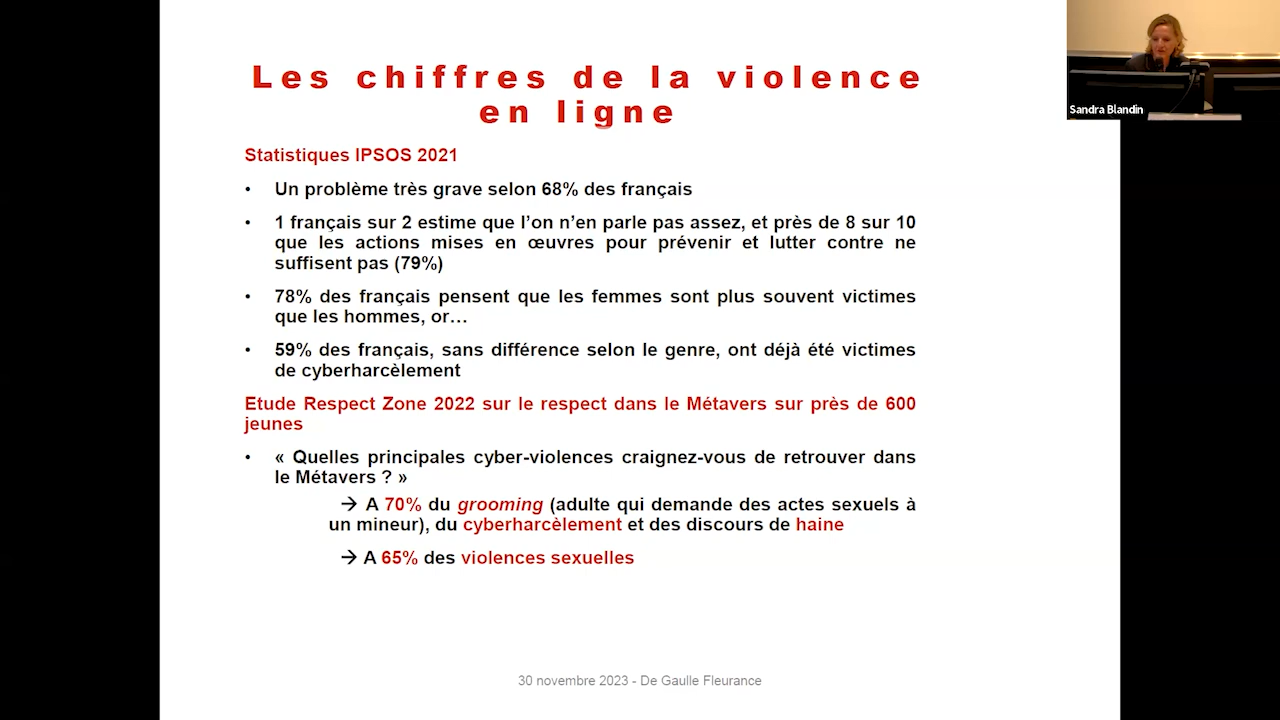 Les chiffres de la violence
en ligne
Sandra Blandin
Statistiques IPSOS 2021
• Un problème très grave selon 68% des français
• 1 français sur 2 estime que l'on n'en parle pas assez, et près de 8 sur 10
que les actions mises en œuvres pour prévenir et lutter contre ne
suffisent pas (79%)
• 78% des français pensent que les femmes sont plus souvent victimes
que les hommes, or…
• 59% des français, sans différence selon le genre, ont déjà été victimes
de cyberharcèlement
Etude Respect Zone 2022 sur le respect dans le Métavers sur près de 600
jeunes
• « Quelles principales cyber-violences craignez-vous de retrouver dans
le Métavers ? »
→ A 70% du grooming (adulte qui demande des actes sexuels à
un mineur), du cyberharcèlement et des discours de haine
→ A 65% des violences sexuelles
30 novembre 2023 - De Gaulle Fleurance